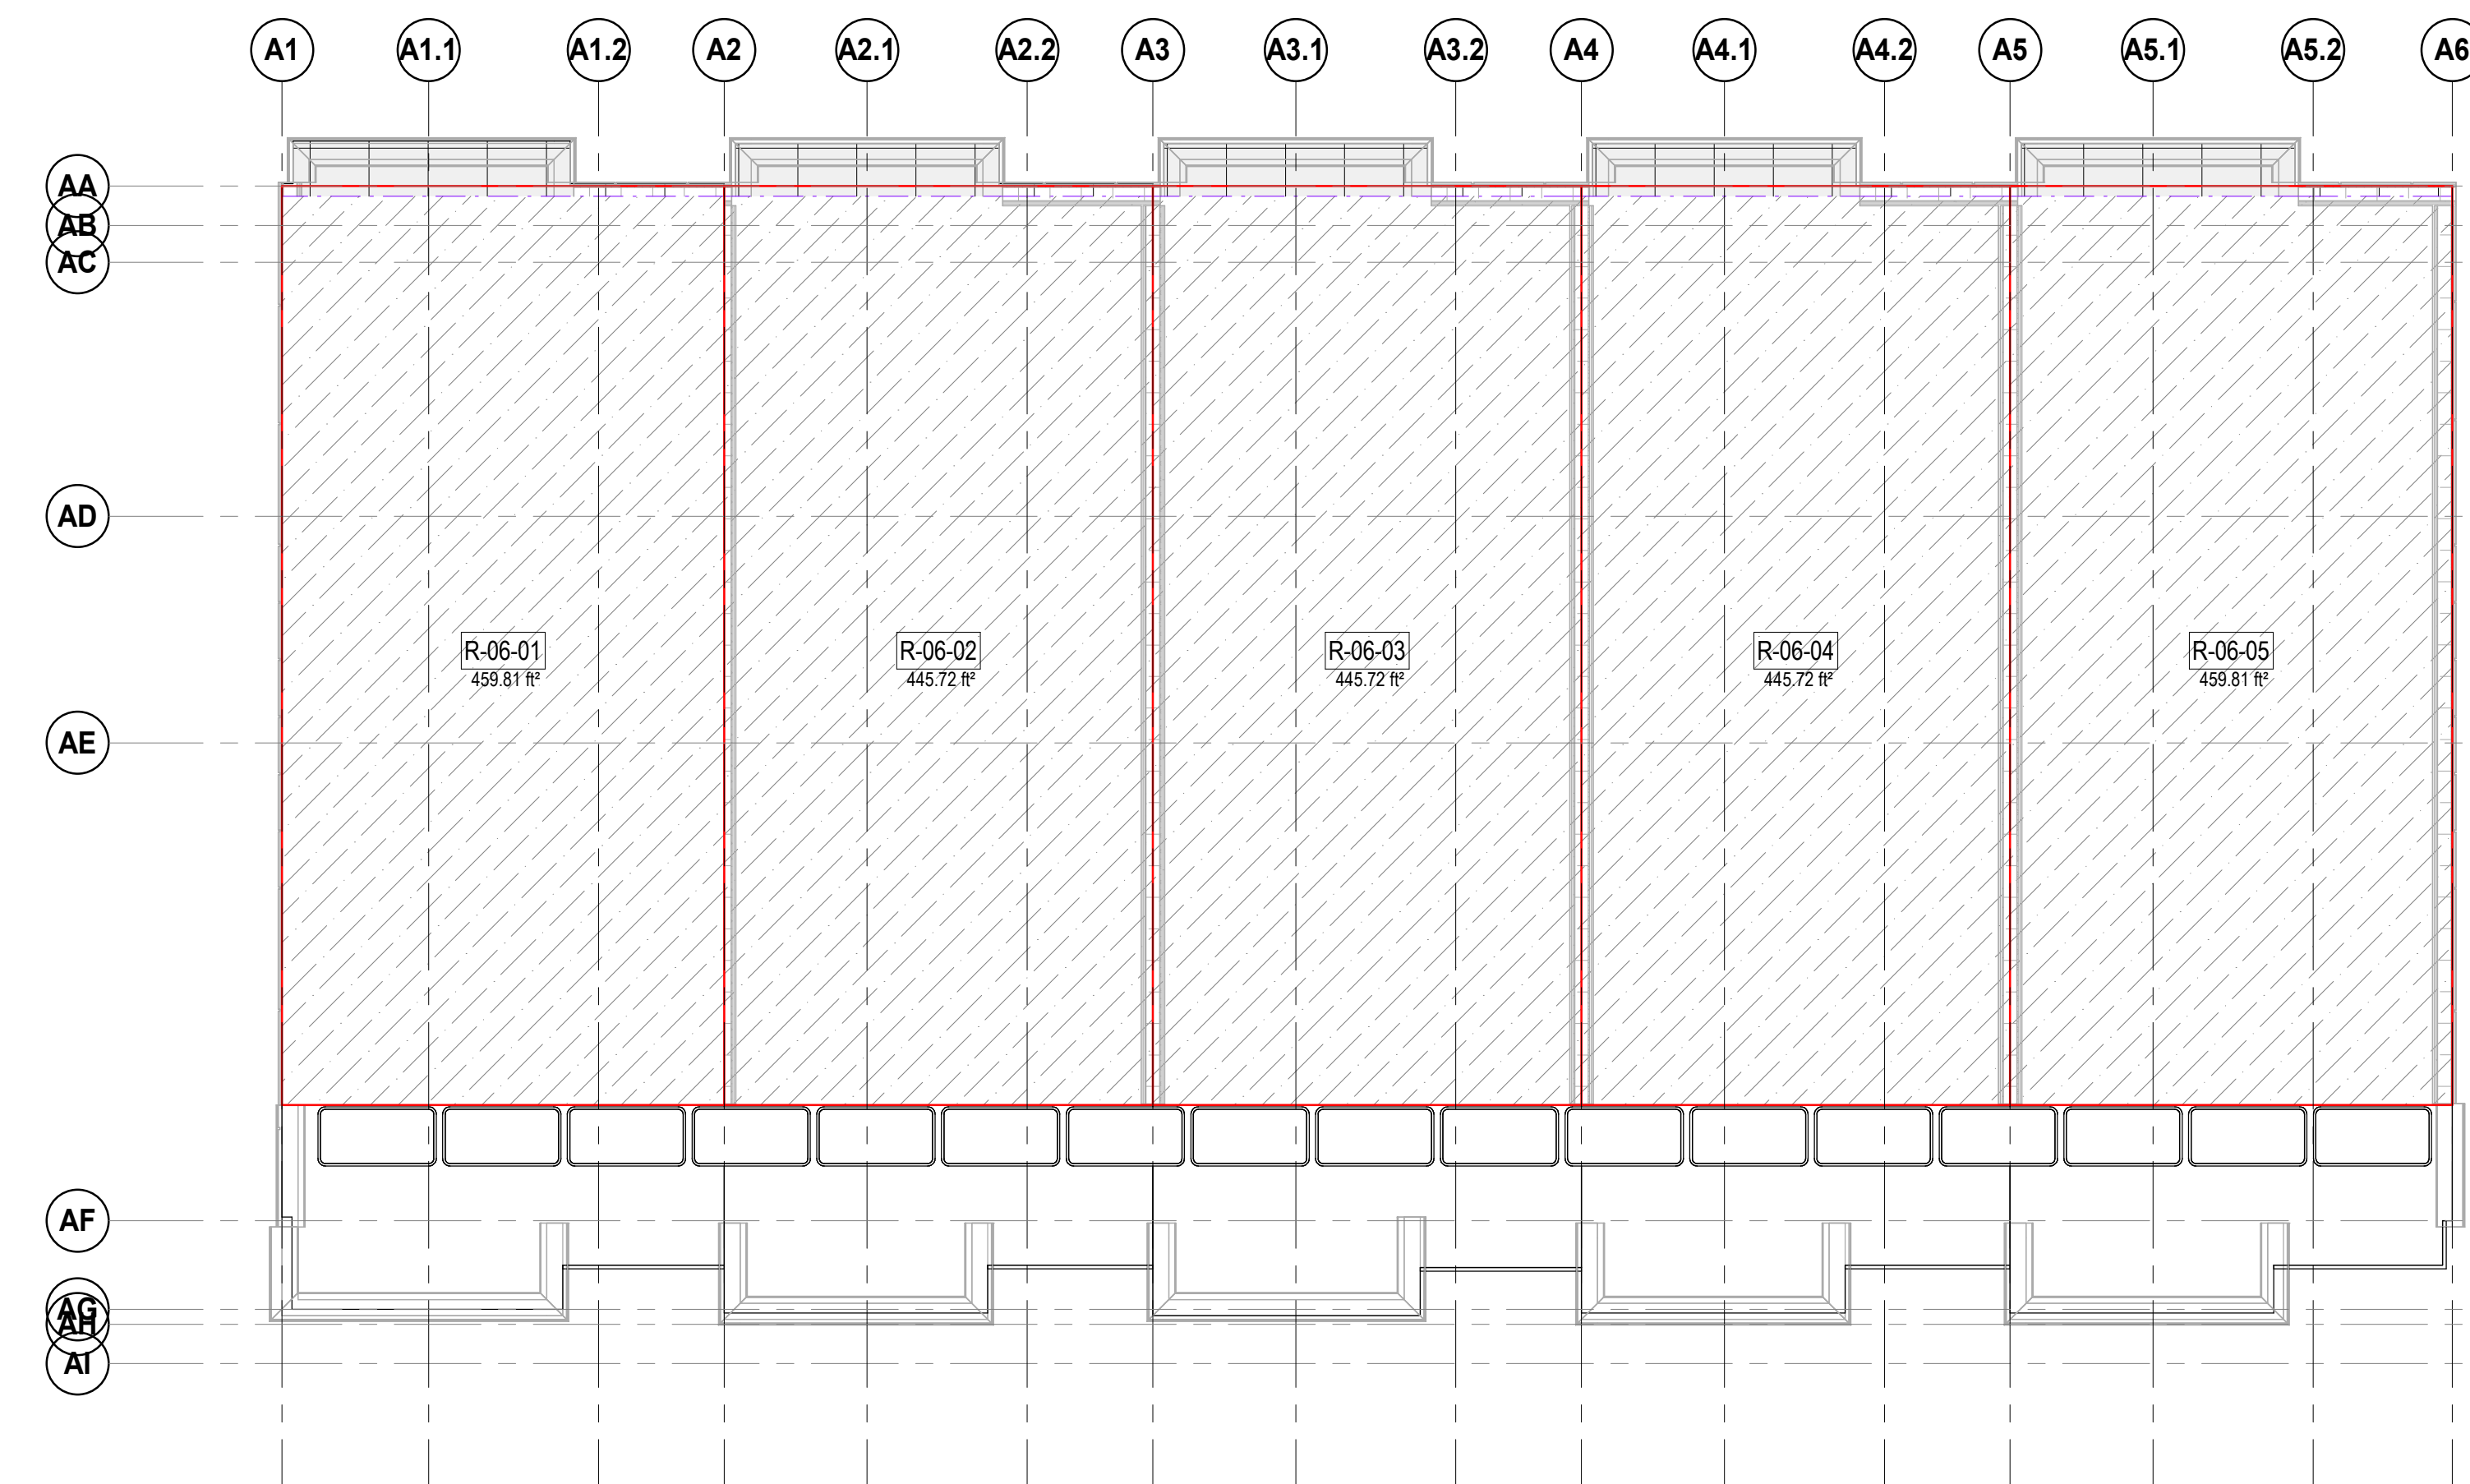 A1 A1.1 A1.2 A2 A2.1 A2.2 A3 A3.1 A3.2 A4 A4.1 A4.2 A5 A5.1 A5.2 A6
AA
AB
AC
AD
R-06-01 R-06-02 R-06-03 R-06-04 R-06-05
459.81 ft² 445.72 ft² 445.72 ft² 445.72 ft² 459.81 ft²
AE
AF
AG
AH
AI